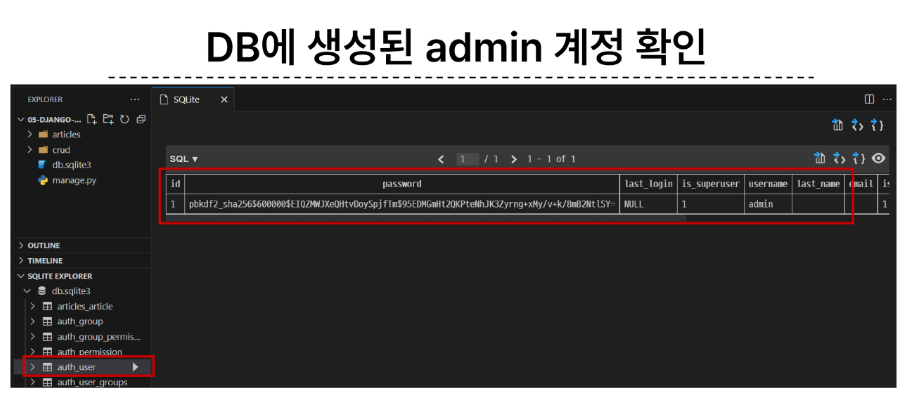 DB에 생성된 admin 계정 확인
EXPLORER ...
SQLite ×
...
05-DJANGO-...
articles
crud
db.sqlite3
manage.py
SQL ▼
1 / 1 1 - 1 of 1
id password last_login is_superuser username last_name email is
1 pbkdf2_sha256$600000$EIQZMWJXeQHtvDoySpjfTm$95EDMGmHt2QKPteNhJK3Zyrng+xMy/v+k/8mB2NtlSY= NULL 1 admin 1
OUTLINE
TIMELINE
SQLITE EXPLORER
db.sqlite3
articles_article
auth_group
auth_group_permis...
auth_permission
auth_user
auth_user_groups